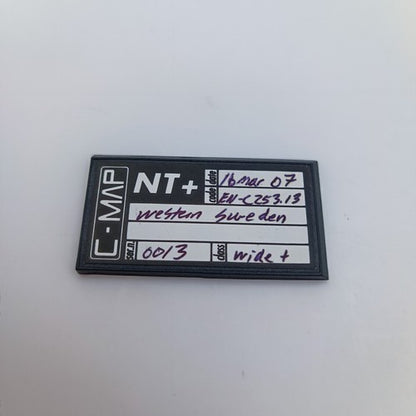 C-MAP
NT+
date 16 Mar 07
code EN-C253.13
Western Sweden
ser.n. 0013
class wide +